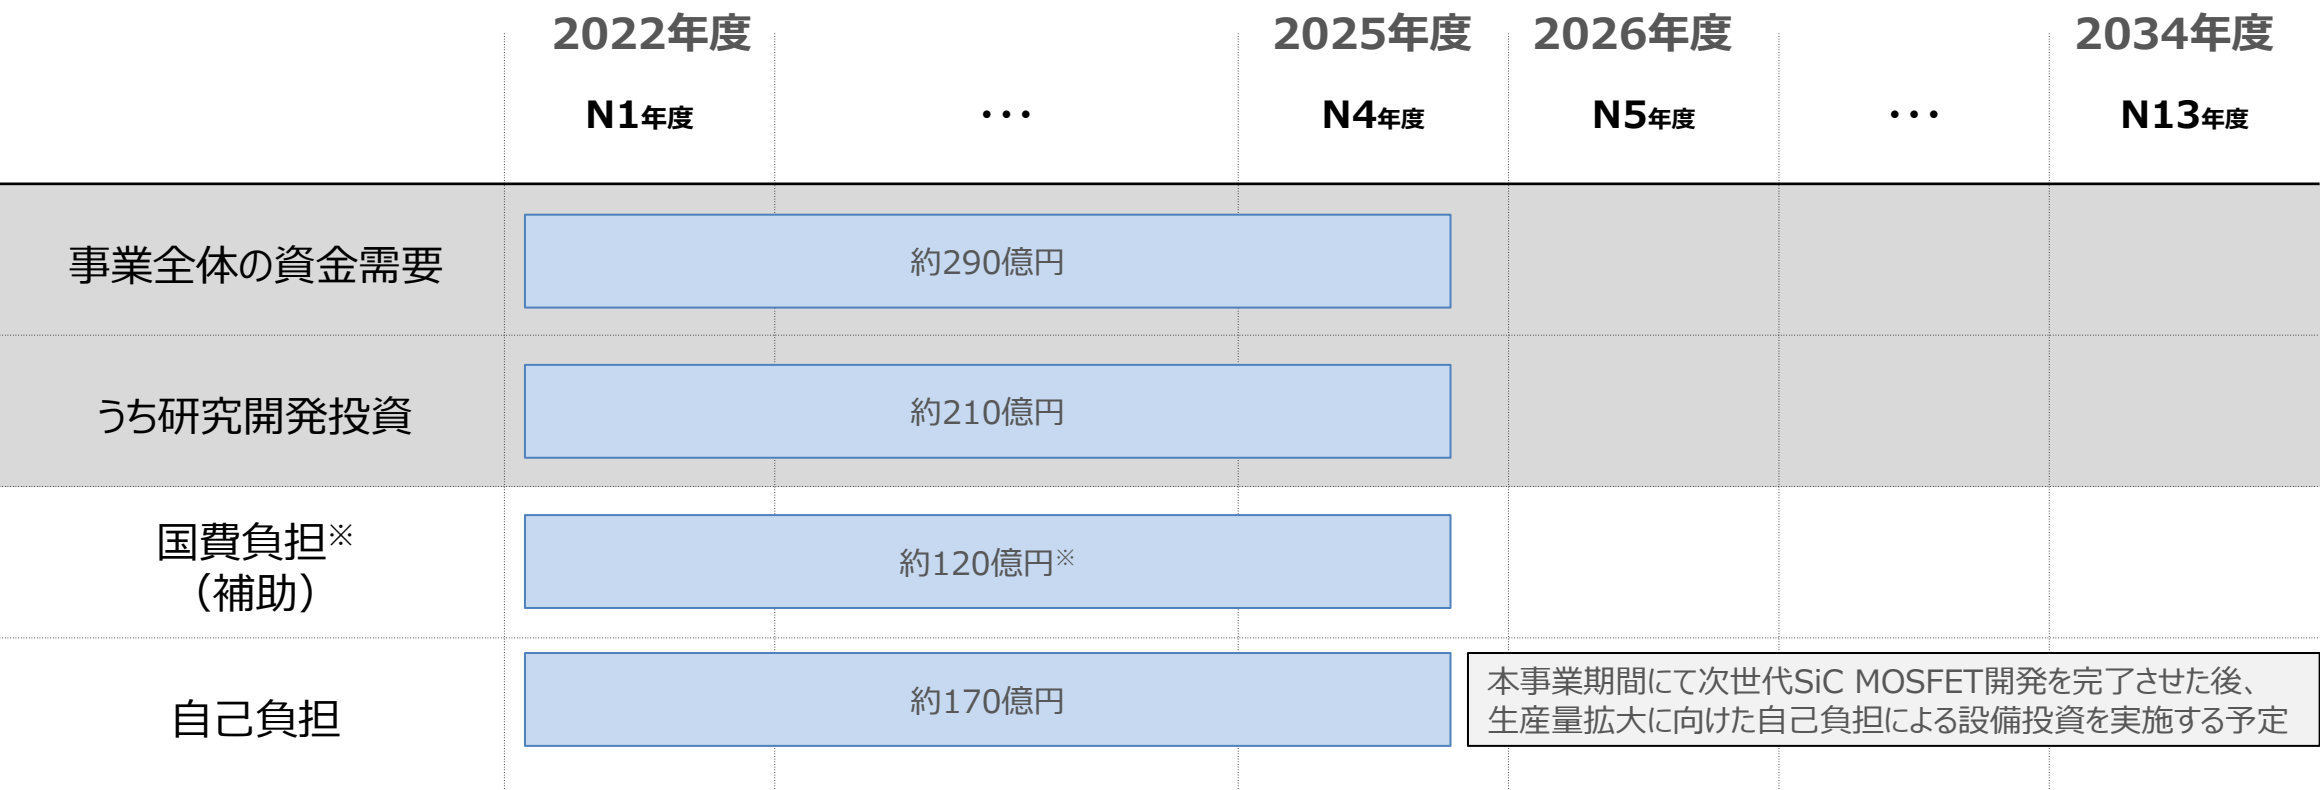 2022年度 2025年度 2026年度 2034年度
N1年度 ・・・ N4年度 N5年度 ・・・ N13年度
事業全体の資金需要 約290億円
うち研究開発投資 約210億円
国費負担※
（補助）
約120億円※
自己負担 約170億円
本事業期間にて次世代SiC MOSFET開発を完了させた後、
生産量拡大に向けた自己負担による設備投資を実施する予定